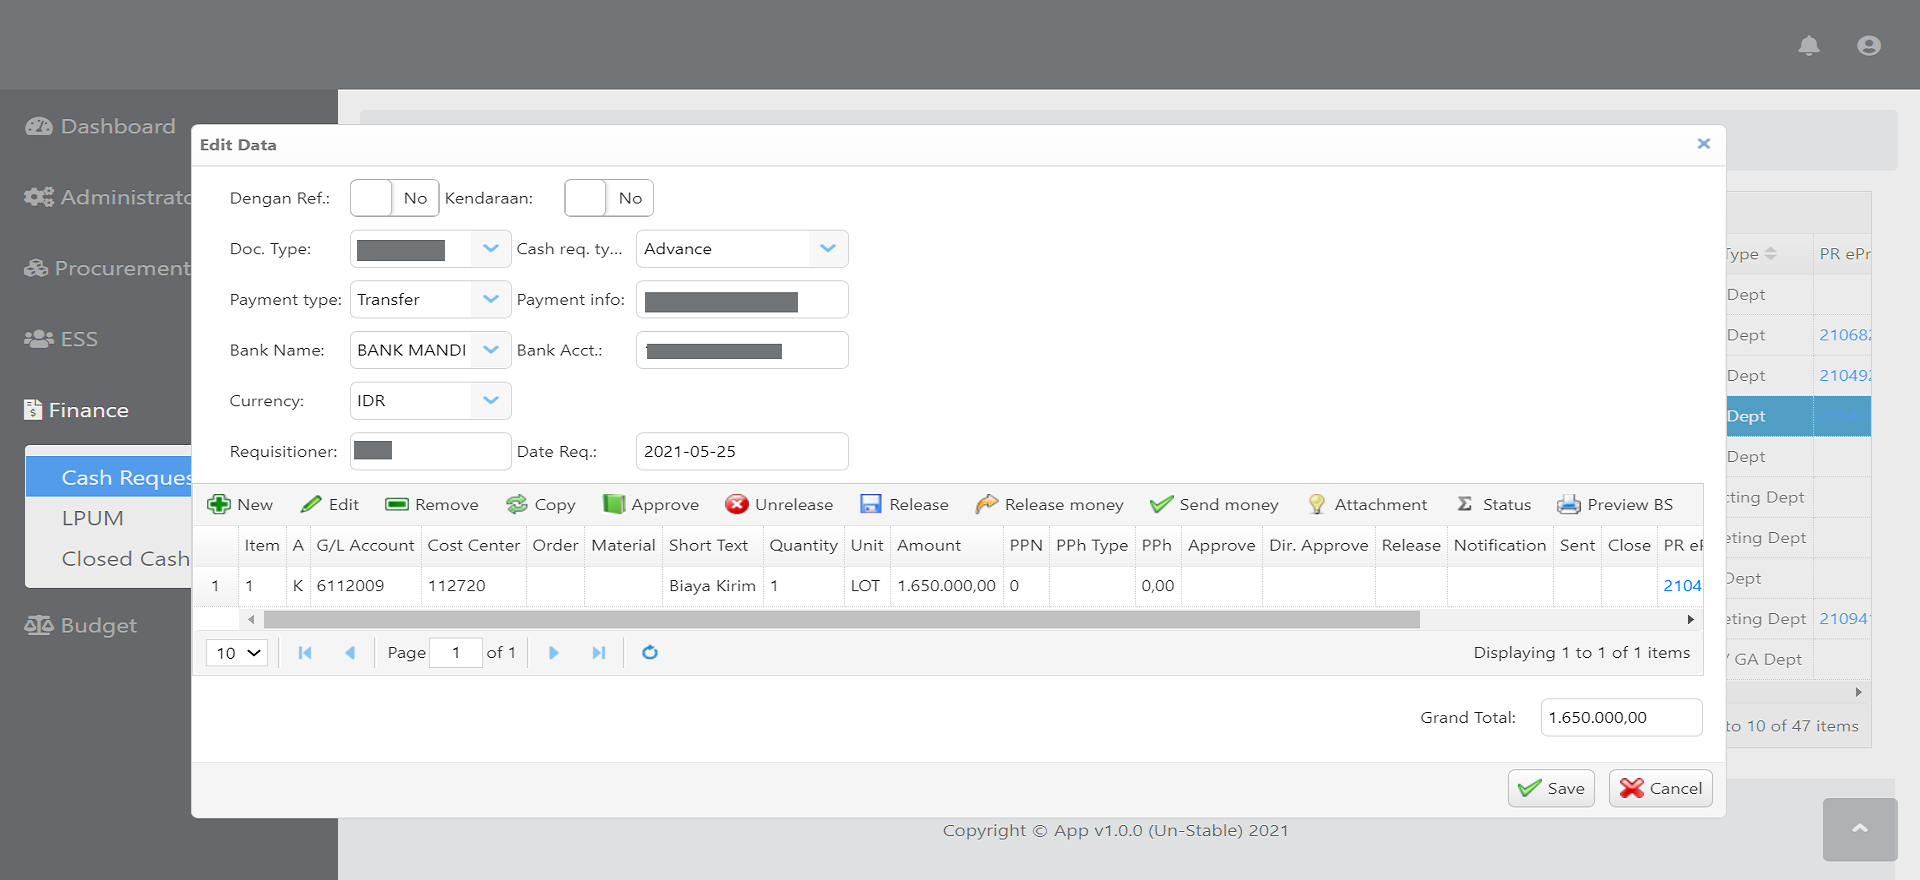 Dashboard
Administrato
Procurement
ESS
Finance
Cash Reques
LPUM
Closed Cash
Budget
Edit Data
Dengan Ref.: No Kendaraan: No
Doc. Type: Cash req. ty... Advance
Payment type: Transfer Payment info:
Bank Name: BANK MANDI Bank Acct.:
Currency: IDR
Requisitioner: Date Req.: 2021-05-25
New Edit Remove Copy Approve Unrelease Release Release money Send money Attachment Status Preview BS
Item A G/L Account Cost Center Order Material Short Text Quantity Unit Amount PPN PPh Type PPh Approve Dir. Approve Release Notification Sent Close PR eP
1 1 K 6112009 112720 Biaya Kirim 1 LOT 1.650.000,00 0 0,00 2104
10 Page 1 of 1 Displaying 1 to 1 of 1 items
Grand Total: 1.650.000,00
Save Cancel
Type PR ePr
Dept
Dept 210682
Dept 210492
Dept
Dept
cting Dept
eting Dept
Dept
eting Dept 210941
/ GA Dept
to 10 of 47 items
Copyright © App v1.0.0 (Un-Stable) 2021